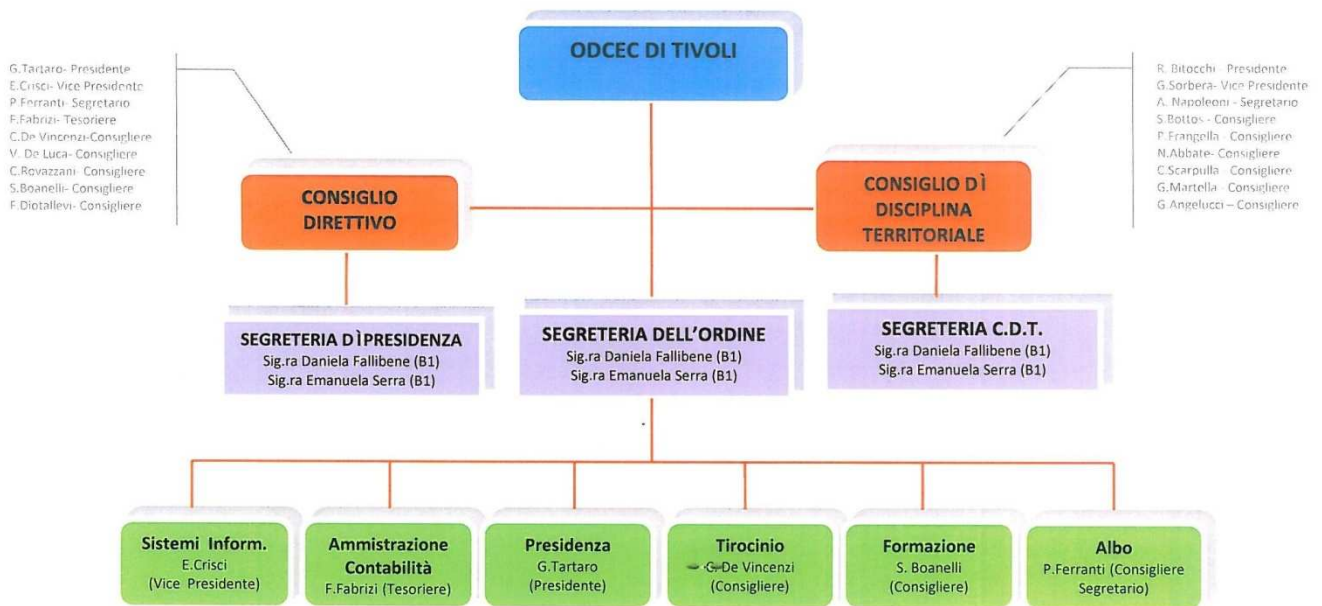 ODCEC DI TIVOLI
G.Tartaro- Presidente
E.Crisci- Vice Presidente
P.Ferranti- Segretario
F.Fabrizi- Tesoriere
C.De Vincenzi-Consigliere
V. De Luca- Consigliere
C.Rovazzani- Consigliere
S.Boanelli- Consigliere
F.Diotallevi- Consigliere
R. Bitocchi - Presidente
G.Sorbera- Vice Presidente
A. Napoleoni - Segretario
S.Bottos - Consigliere
P.Frangella - Consigliere
N.Abbate- Consigliere
C.Scarpulla - Consigliere
G.Martella - Consigliere
G.Angelucci – Consigliere
CONSIGLIO
DIRETTIVO
CONSIGLIO DÌ
DISCIPLINA
TERRITORIALE
SEGRETERIA DÌPRESIDENZA
Sig.ra Daniela Fallibene (B1)
Sig.ra Emanuela Serra (B1)
SEGRETERIA DELL'ORDINE
Sig.ra Daniela Fallibene (B1)
Sig.ra Emanuela Serra (B1)
SEGRETERIA C.D.T.
Sig.ra Daniela Fallibene (B1)
Sig.ra Emanuela Serra (B1)
Sistemi Inform.
E.Crisci
(Vice Presidente)
Ammistrazione
Contabilità
F.Fabrizi (Tesoriere)
Presidenza
G.Tartaro
(Presidente)
Tirocinio
De Vincenzi
(Consigliere)
Formazione
S. Boanelli
(Consigliere)
Albo
P.Ferranti (Consigliere
Segretario)